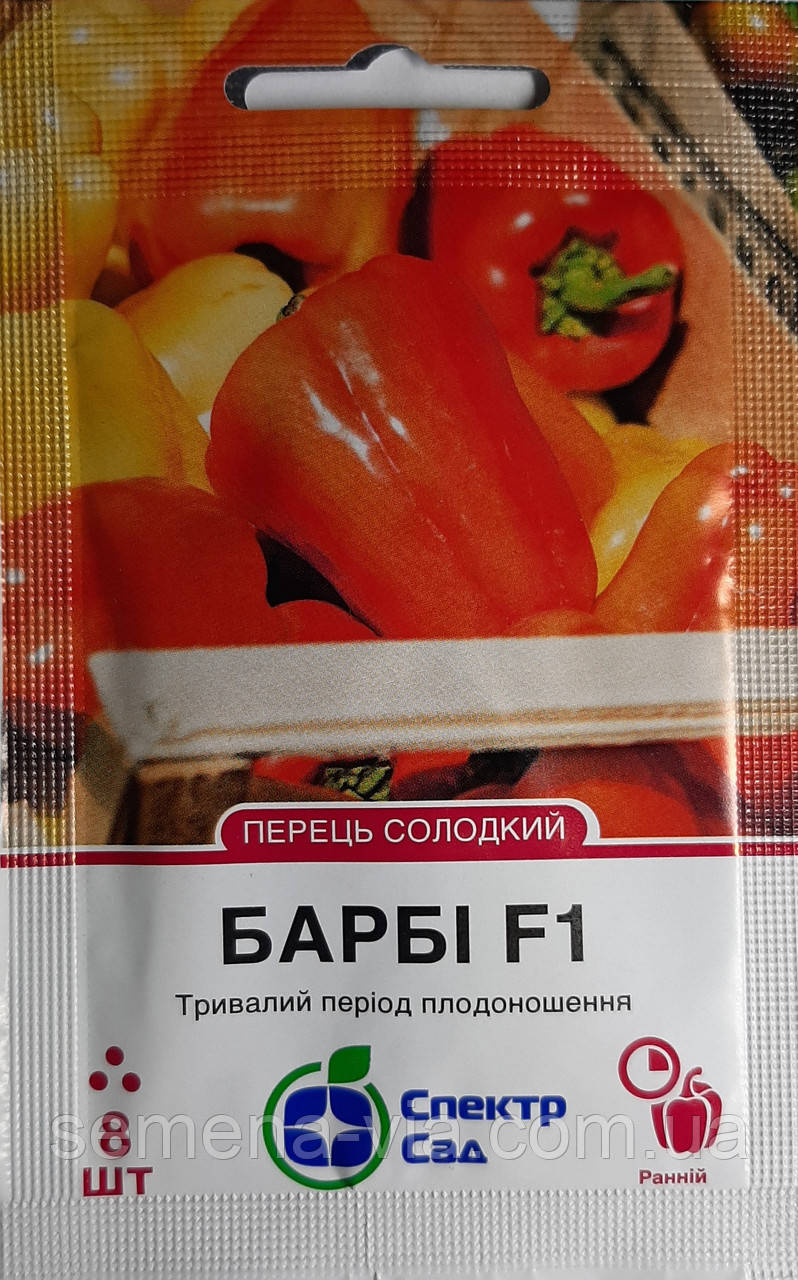 ПЕРЕЦЬ СОЛОДКИЙ
БАРБІ F1
Тривалий період плодоношення
8
ШТ
Спектр
Сад
Ранній
semena-via.com.ua